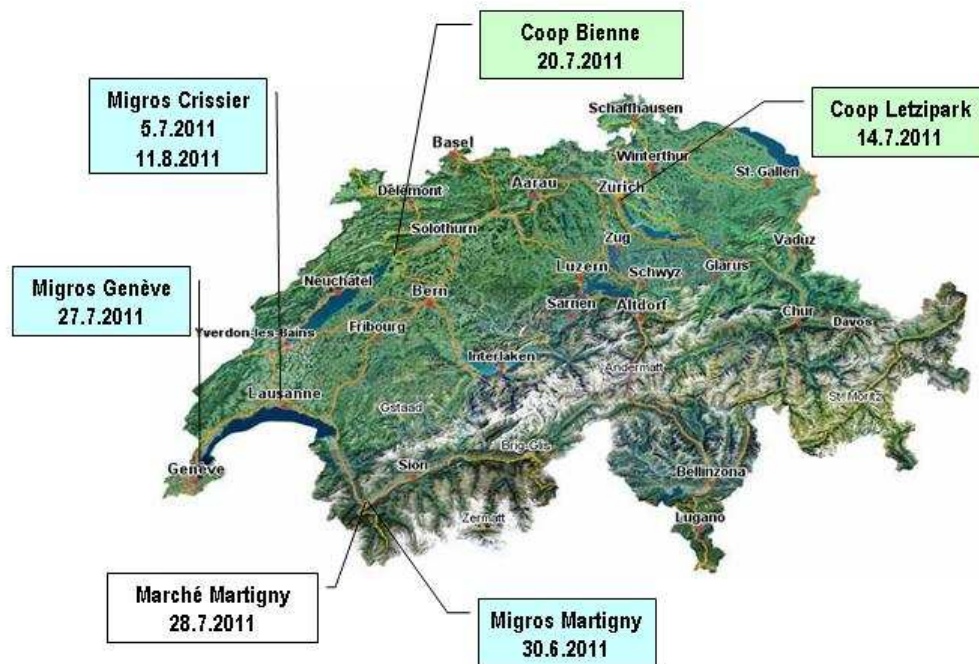 Coop Bienne
20.7.2011
Migros Crissier
5.7.2011
11.8.2011
Coop Letzipark
14.7.2011
Schaffhausen
Basel
Winterthur
St. Gallen
Delémont
Aarau
Zürich
Solothurn
Zug
Vaduz
Neuchâtel
Luzern
Schwyz
Glarus
Migros Genève
27.7.2011
Bern
Sarnen
Altdorf
Chur
Davos
Yverdon-les-Bains
Fribourg
Interlaken
Andermatt
Lausanne
Gstaad
St. Moritz
Brig-Glis
Sion
Bellinzona
Genève
Zermatt
Lugano
Marché Martigny
28.7.2011
Migros Martigny
30.6.2011